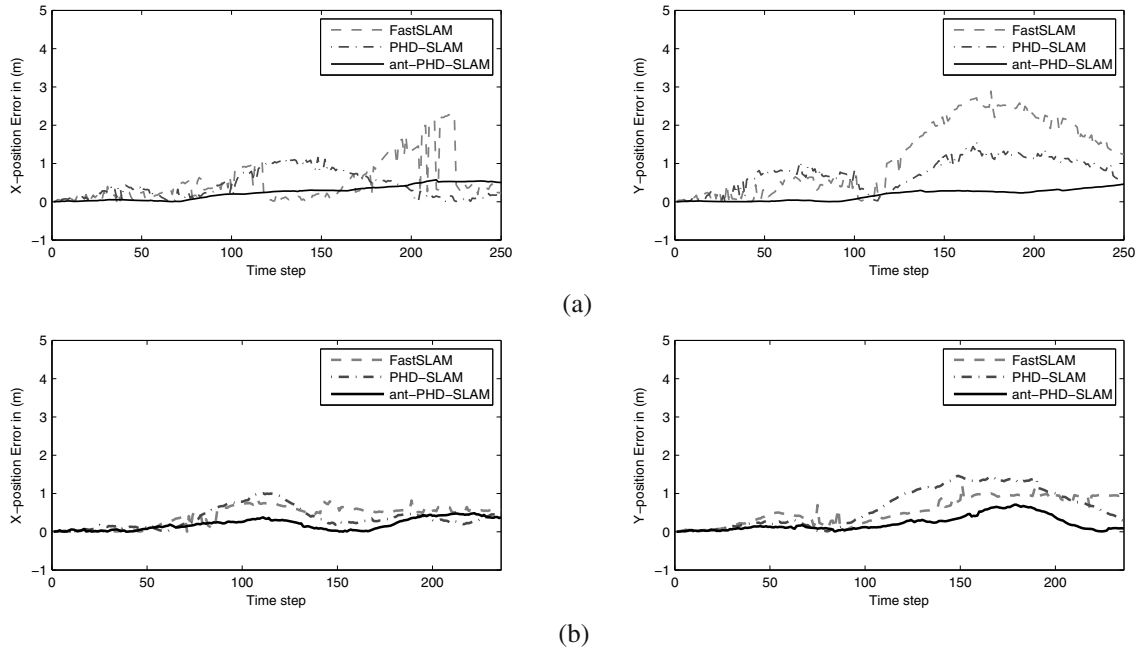 5
4
3
2
1
0
−1
X−position Error in (m)
FastSLAM
PHD−SLAM
ant−PHD−SLAM
0 50 100 150 200 250
Time step
5
4
3
2
1
0
−1
Y−position Error in (m)
FastSLAM
PHD−SLAM
ant−PHD−SLAM
0 50 100 150 200 250
Time step
(a)
5
4
3
2
1
0
−1
X−position Error in (m)
FastSLAM
PHD−SLAM
ant−PHD−SLAM
0 50 100 150 200
Time step
5
4
3
2
1
0
−1
Y−position Error in (m)
FastSLAM
PHD−SLAM
ant−PHD−SLAM
0 50 100 150 200
Time step
(b)